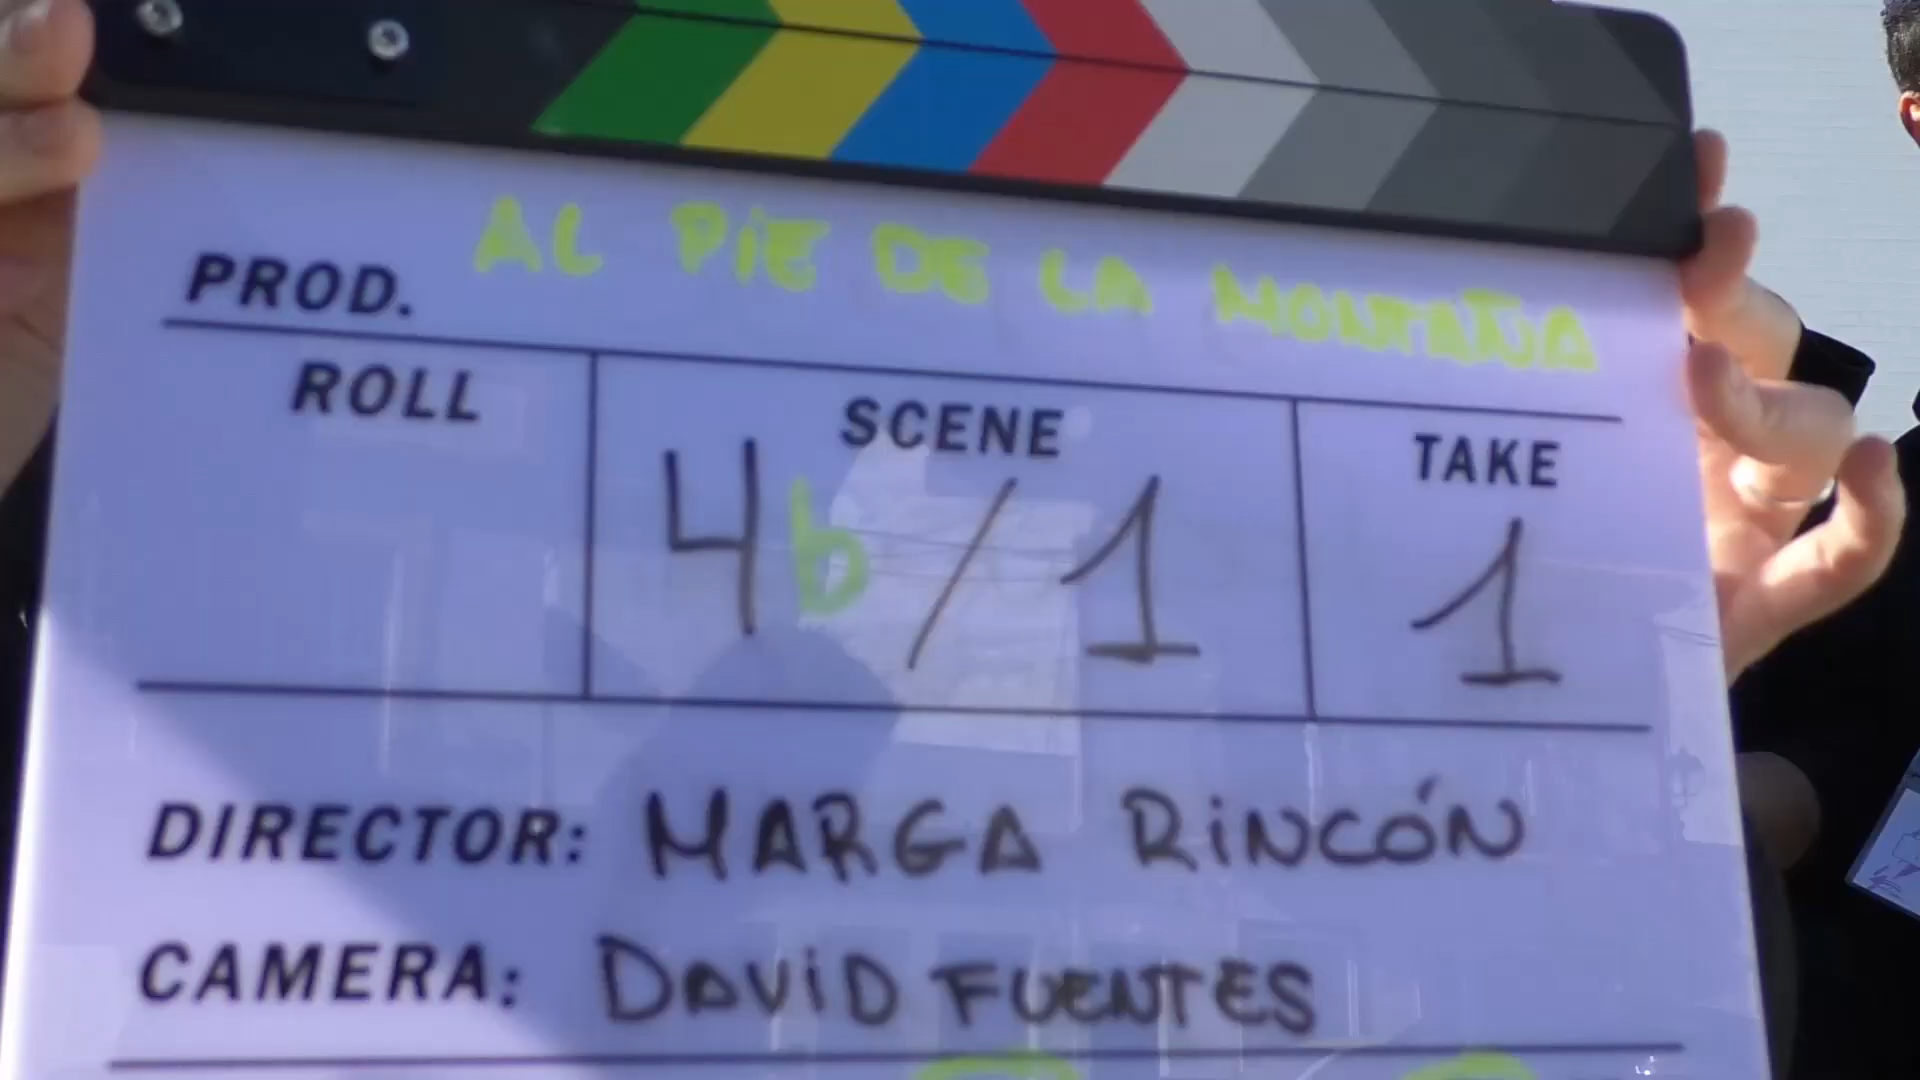 PROD. AL PIE DE LA MONTAÑA
ROLL SCENE TAKE
4b/1 1
DIRECTOR: MARGA RINCÓN
CAMERA: DAVID FUENTES